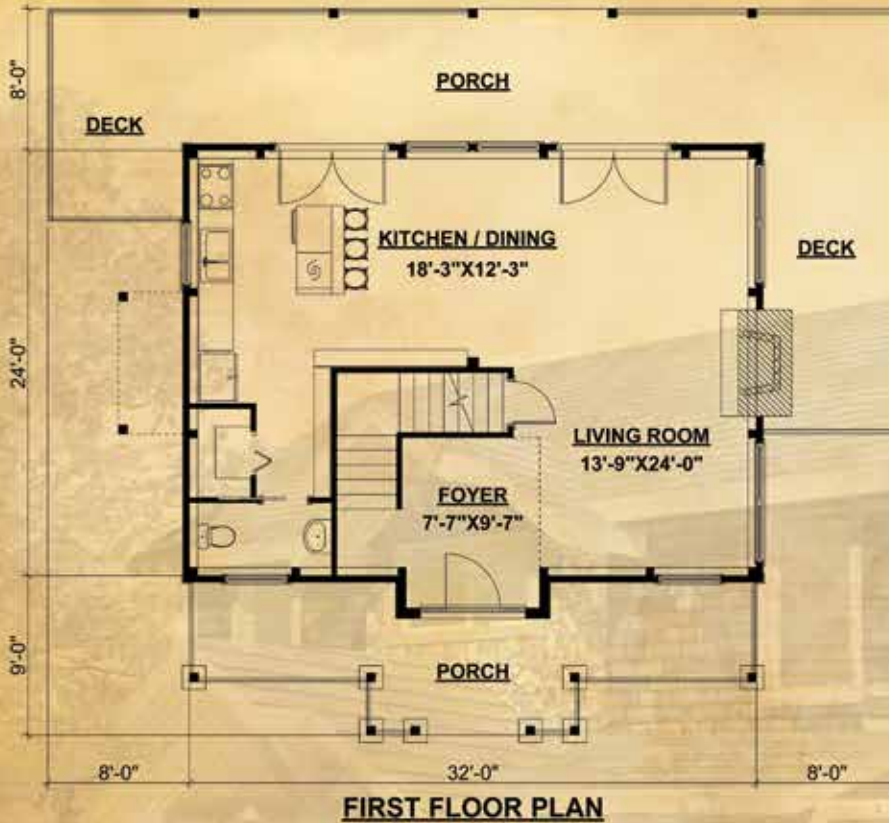 PORCH
8'-0"
DECK
KITCHEN / DINING
18'-3"X12'-3"
DECK
24'-0"
LIVING ROOM
13'-9"X24'-0"
FOYER
7'-7"X9'-7"
9'-0"
PORCH
8'-0"
32'-0"
8'-0"
FIRST FLOOR PLAN